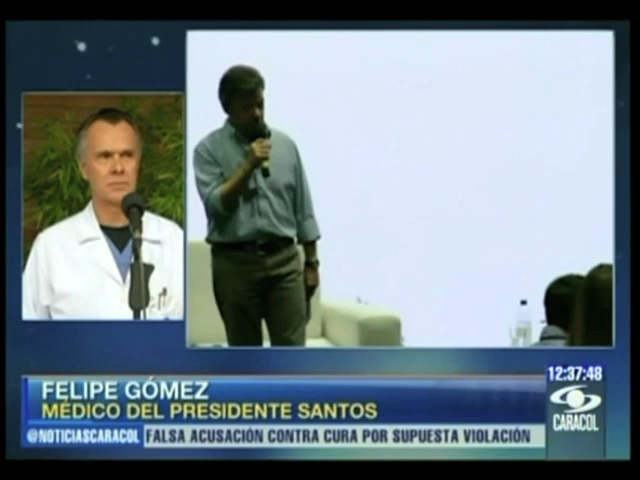 FELIPE GÓMEZ
MÉDICO DEL PRESIDENTE SANTOS
12:37:48
CARACOL
@NOTICIASCARACOL FALSA ACUSACIÓN CONTRA CURA POR SUPUESTA VIOLACIÓN